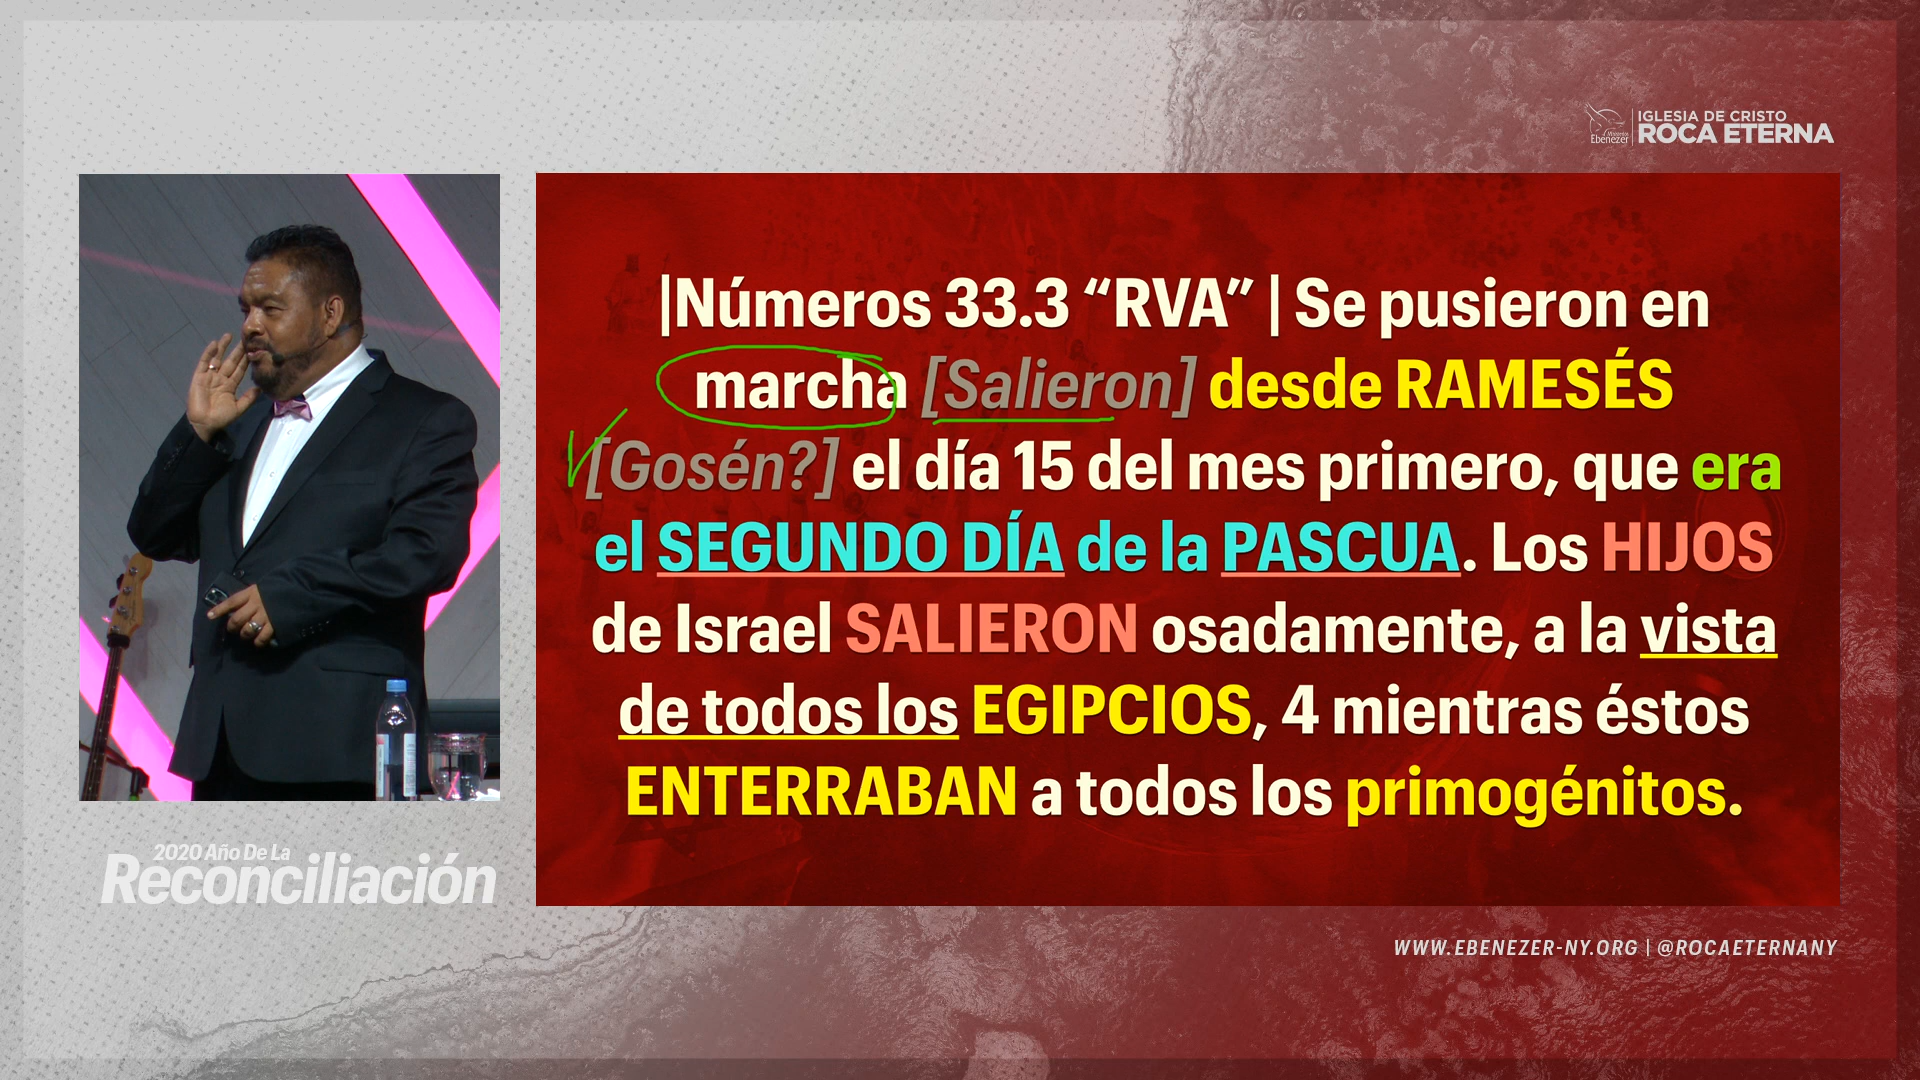 IGLESIA DE CRISTO
ROCA ETERNA
Ministerios
Ebenezer
|Números 33.3 “RVA” | Se pusieron en
marcha [Salieron] desde RAMESÉS
[Gosén?] el día 15 del mes primero, que era
el SEGUNDO DÍA de la PASCUA. Los HIJOS
de Israel SALIERON osadamente, a la vista
de todos los EGIPCIOS, 4 mientras éstos
ENTERRABAN a todos los primogénitos.
2020 Año De La
Reconciliación
WWW.EBENEZER-NY.ORG | @ROCAETERNANY